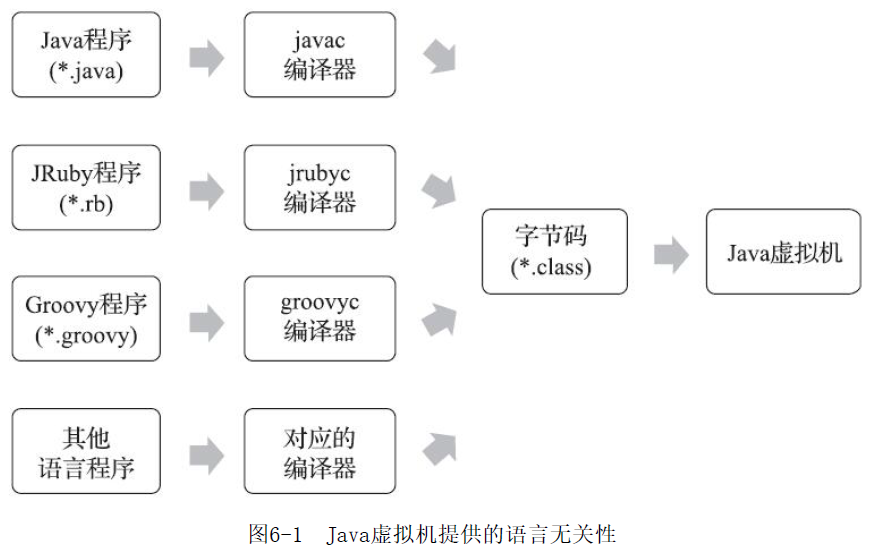 Java程序
(*.java)
javac
编译器
JRuby程序
(*.rb)
jrubyc
编译器
Groovy程序
(*.groovy)
groovyc
编译器
其他
语言程序
对应的
编译器
字节码
(*.class)
Java虚拟机
图6-1 Java虚拟机提供的语言无关性